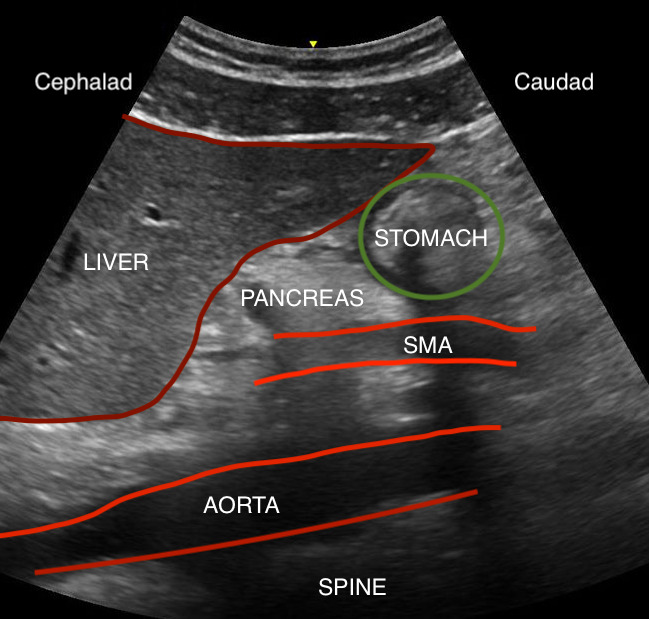 Cephalad
Caudad
STOMACH
LIVER
PANCREAS
SMA
AORTA
SPINE